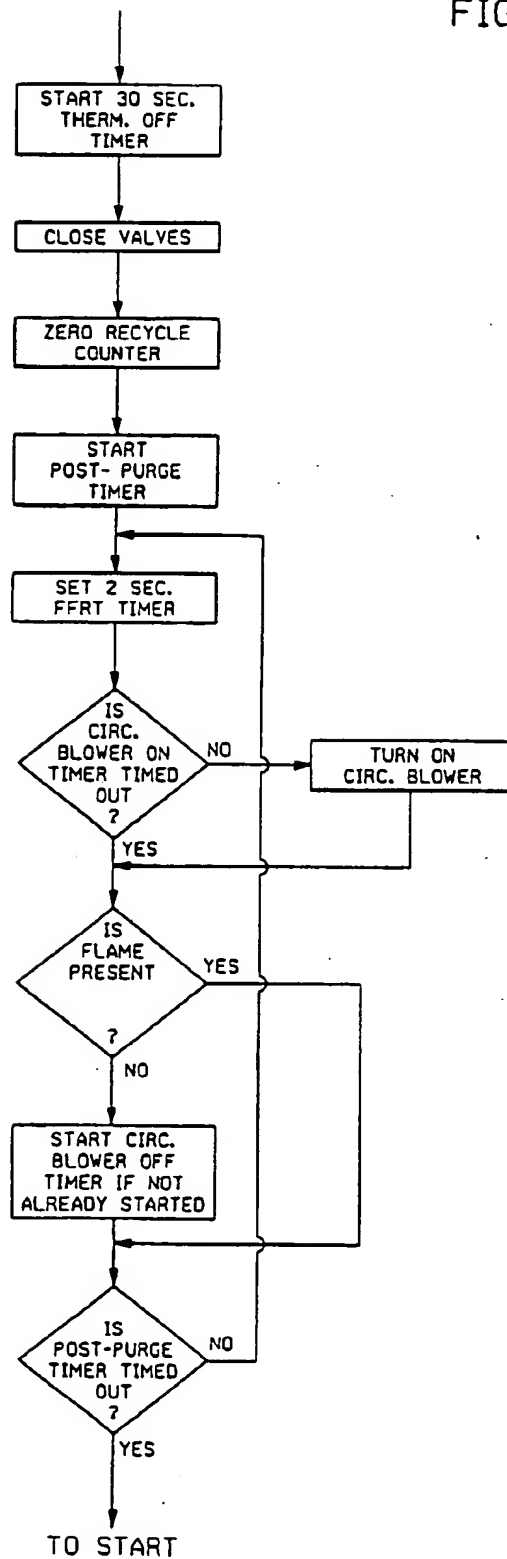 FIG
START 30 SEC.
THERM. OFF
TIMER
CLOSE VALVES
ZERO RECYCLE
COUNTER
START
POST- PURGE
TIMER
SET 2 SEC.
FFRT TIMER
IS
CIRC.
BLOWER ON
TIMER TIMED
OUT
?
NO
TURN ON
CIRC. BLOWER
YES
IS
FLAME
PRESENT
?
YES
NO
START CIRC.
BLOWER OFF
TIMER IF NOT
ALREADY STARTED
IS
POST-PURGE
TIMER TIMED
OUT
?
NO
YES
TO START